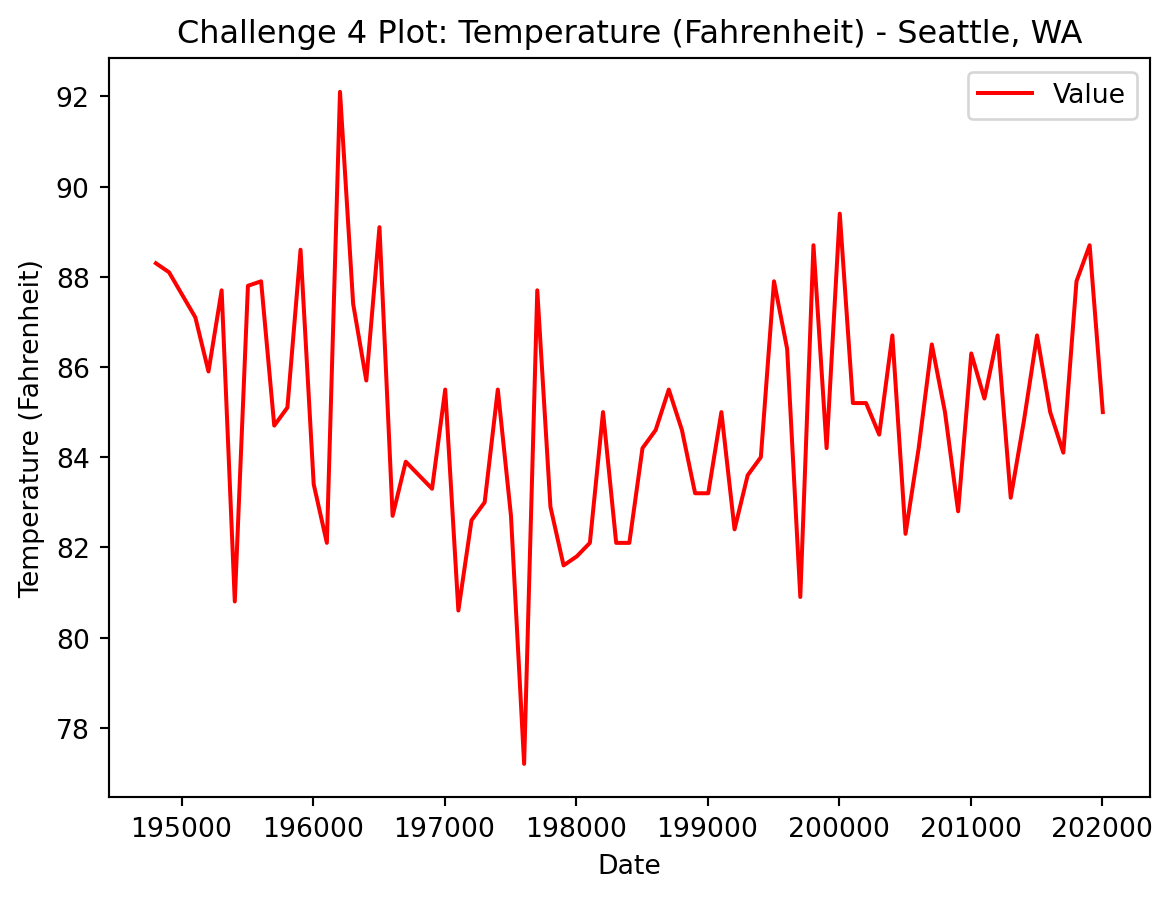 Challenge 4 Plot: Temperature (Fahrenheit) - Seattle, WA
Value
92
90
88
86
84
82
80
78
Temperature (Fahrenheit)
195000 196000 197000 198000 199000 200000 201000 202000
Date